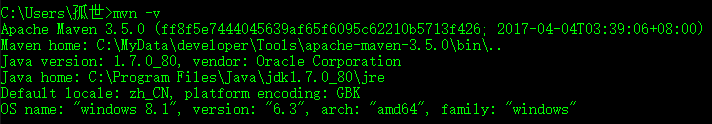 C:\Users\孤世>mvn -v
Apache Maven 3.5.0 (ff8f5e7444045639af65f6095c62210b5713f426; 2017-04-04T03:39:06+08:00)
Maven home: C:\MyData\developer\Tools\apache-maven-3.5.0\bin\..
Java version: 1.7.0_80, vendor: Oracle Corporation
Java home: C:\Program Files\Java\jdk1.7.0_80\jre
Default locale: zh_CN, platform encoding: GBK
OS name: "windows 8.1", version: "6.3", arch: "amd64", family: "windows"